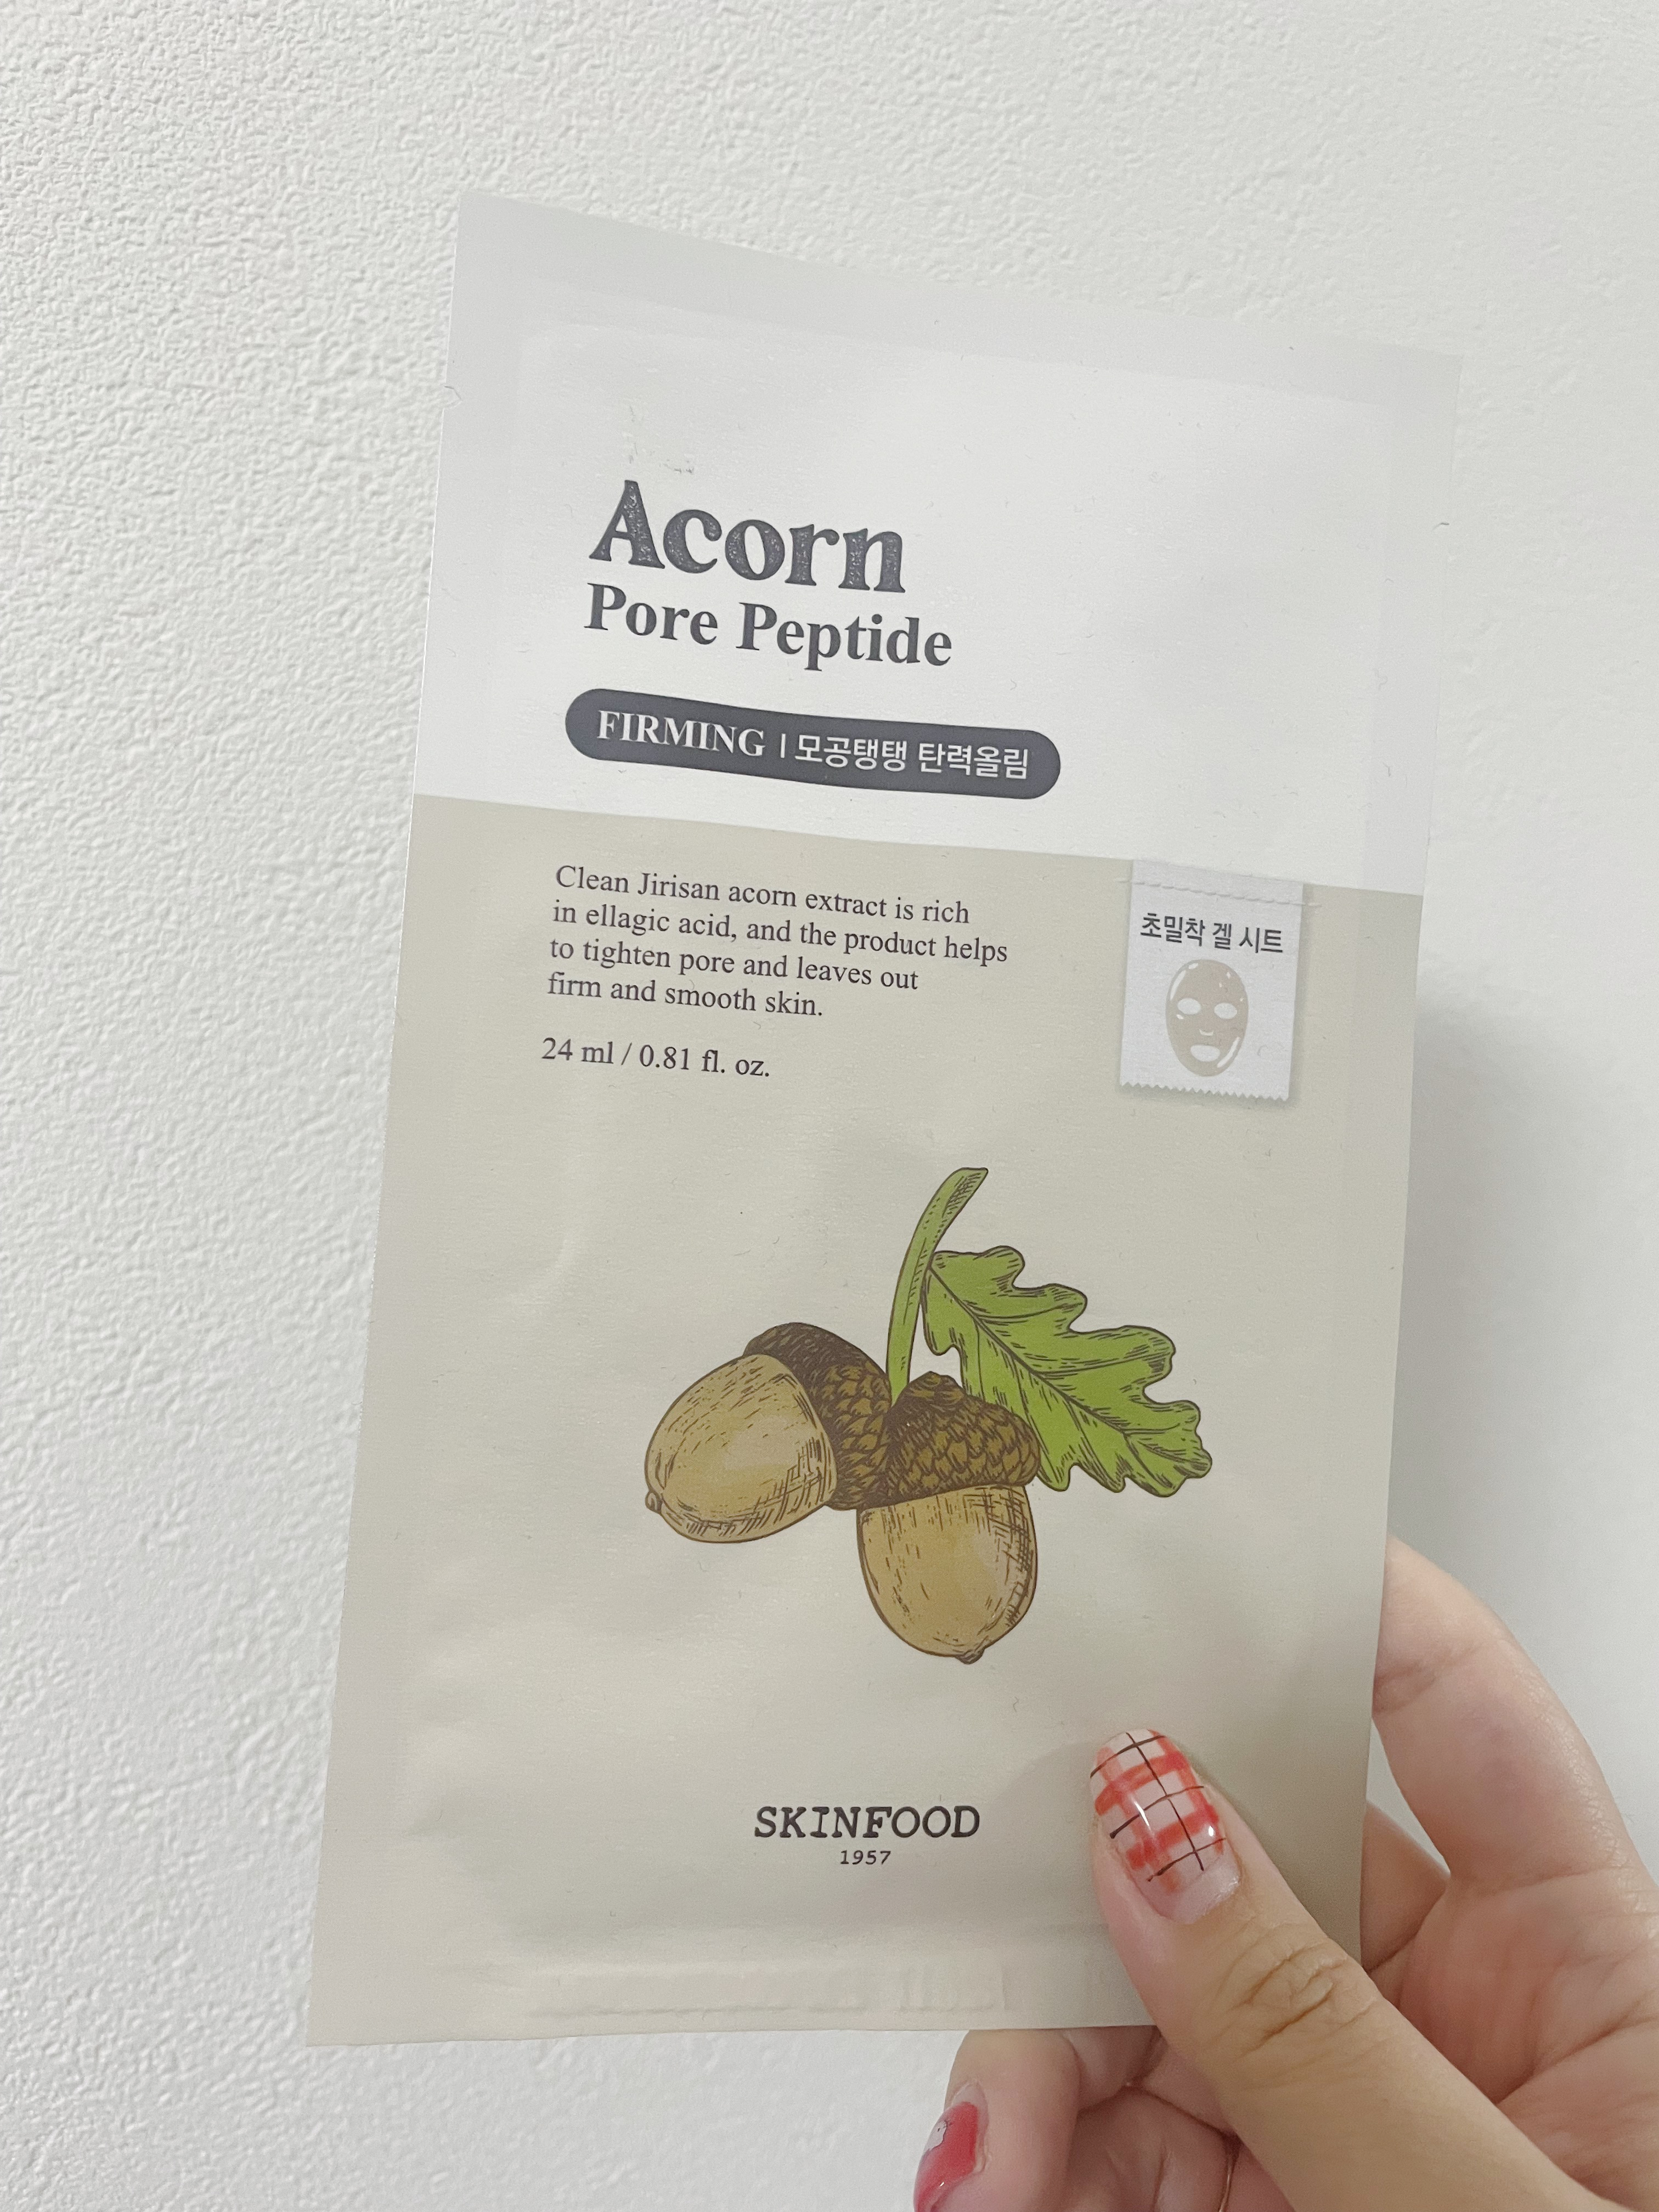 Acorn
Pore Peptide
FIRMING | 모공탱탱 탄력올림
Clean Jirisan acorn extract is rich
in ellagic acid, and the product helps
to tighten pore and leaves out
firm and smooth skin.
24 ml / 0.81 fl. oz.
초밀착 겔 시트
SKINFOOD
1957